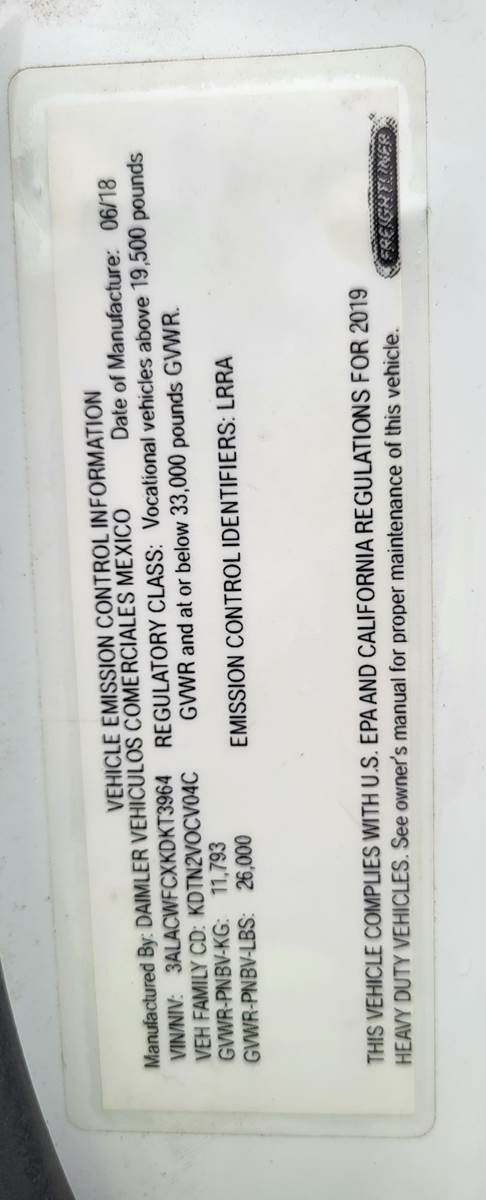 VEHICLE EMISSION CONTROL INFORMATION
Manufactured By: DAIMLER VEHICULOS COMERCIALES MEXICO Date of Manufacture: 06/18
VIN/NIV: 3ALACWFCXKDKT3964 REGULATORY CLASS: Vocational vehicles above 19,500 pounds
VEH FAMILY CD: KDTN2VOCV04C GVWR and at or below 33,000 pounds GVWR.
GVWR-PNBV-KG: 11,793
GVWR-PNBV-LBS: 26,000 EMISSION CONTROL IDENTIFIERS: LRRA
THIS VEHICLE COMPLIES WITH U.S. EPA AND CALIFORNIA REGULATIONS FOR 2019
HEAVY DUTY VEHICLES. See owner's manual for proper maintenance of this vehicle.
FREIGHTLINER